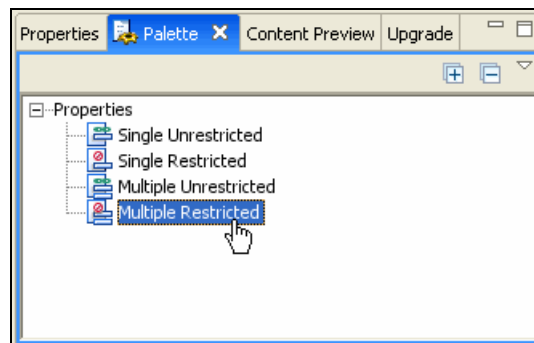 Properties Palette Content Preview Upgrade
Properties
Single Unrestricted
Single Restricted
Multiple Unrestricted
Multiple Restricted